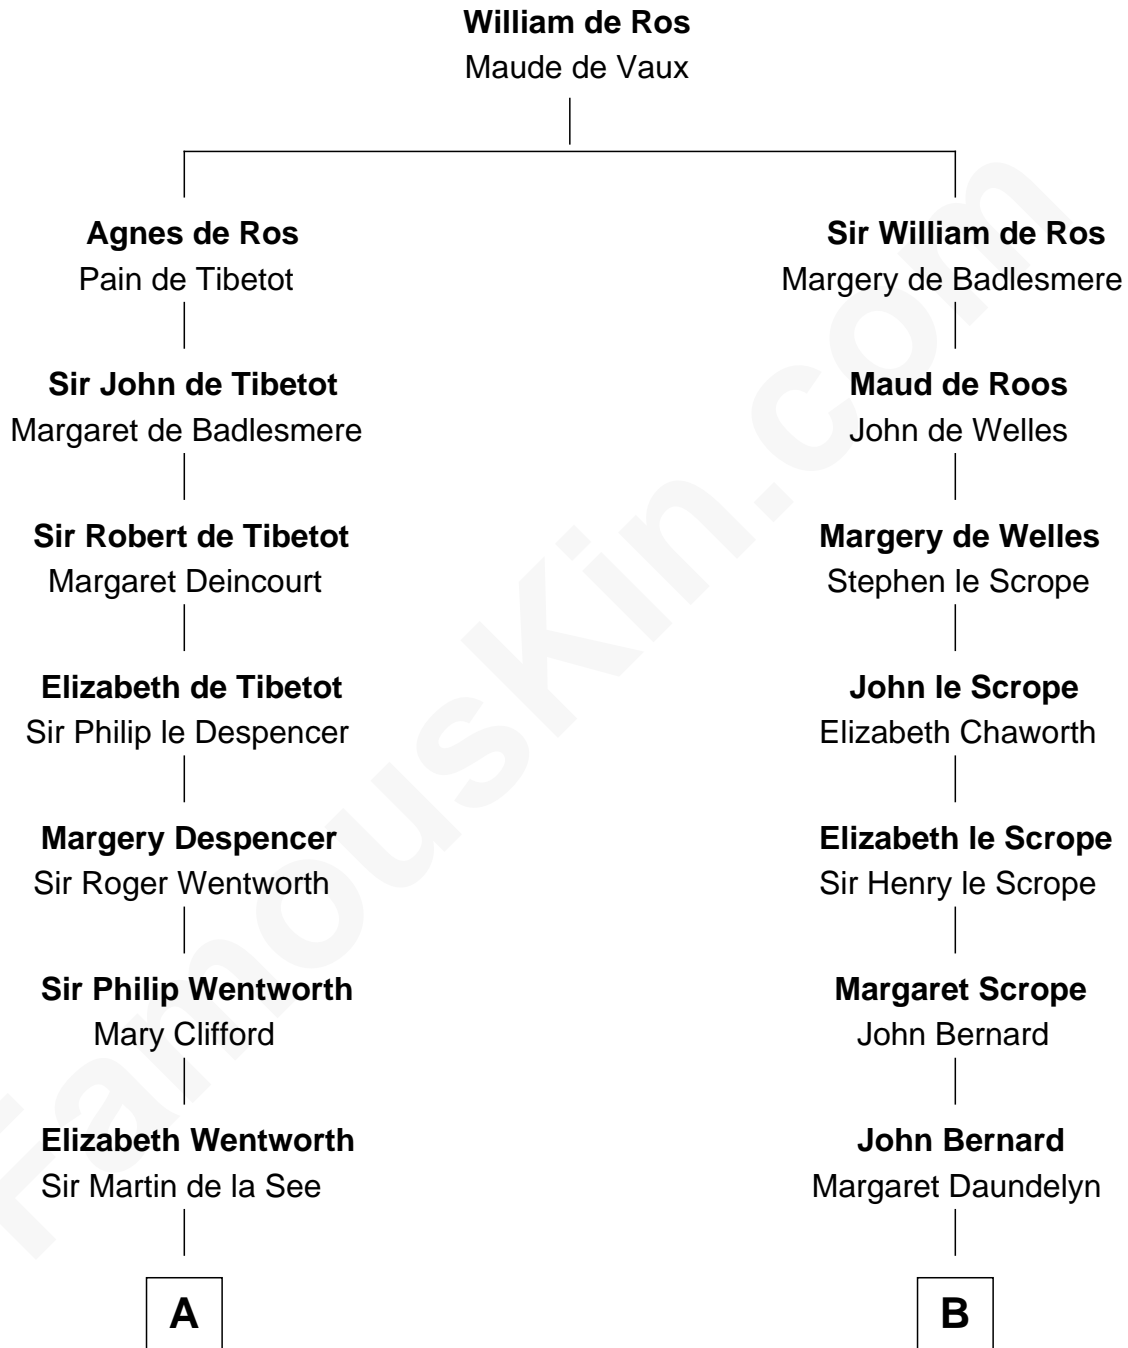 William de Ros
Maude de Vaux
Agnes de Ros
Pain de Tibetot
Sir William de Ros
Margery de Badlesmere
Sir John de Tibetot
Margaret de Badlesmere
Maud de Roos
John de Welles
Sir Robert de Tibetot
Margaret Deincourt
Margery de Welles
Stephen le Scrope
Elizabeth de Tibetot
Sir Philip le Despencer
John le Scrope
Elizabeth Chaworth
Margery Despencer
Sir Roger Wentworth
Elizabeth le Scrope
Sir Henry le Scrope
Sir Philip Wentworth
Mary Clifford
Margaret Scrope
John Bernard
Elizabeth Wentworth
Sir Martin de la See
John Bernard
Margaret Daundelyn
A
B
FamousKin.com